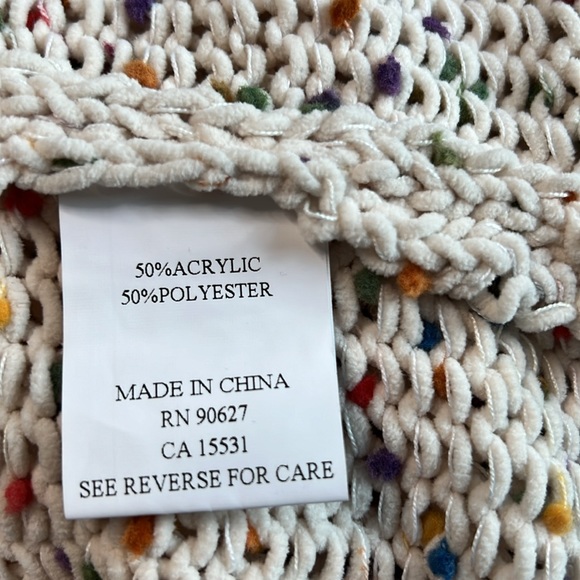 50%ACRYLIC
50%POLYESTER
MADE IN CHINA
RN 90627
CA 15531
SEE REVERSE FOR CARE